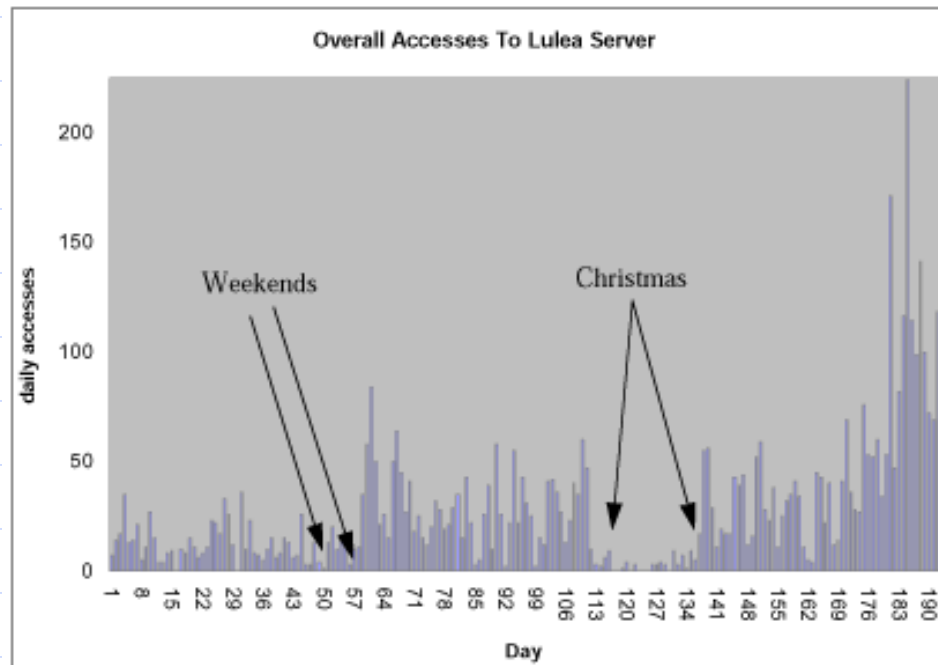 Overall Accesses To Lulea Server
200
150
100
50
0
daily accesses
Weekends
Christmas
1 8 15 22 29 36 43 50 57 64 71 78 85 92 99 106 113 120 127 134 141 148 155 162 169 176 183 190
Day